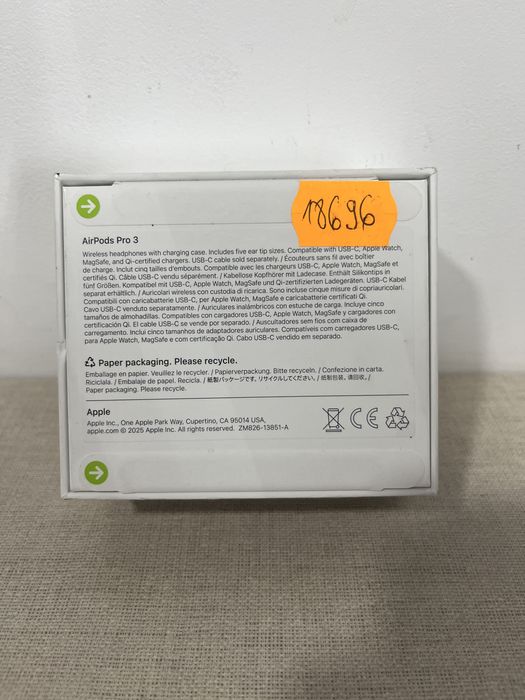 18696
AirPods Pro 3
Wireless headphones with charging case. Includes five ear tip sizes. Compatible with USB-C, Apple Watch,
MagSafe, and Qi-certified chargers. USB-C cable sold separately. / Écouteurs sans fil avec boîtier
de charge. Inclut cinq tailles d'embouts. Compatible avec les chargeurs USB-C, Apple Watch, MagSafe et
certifiés Qi. Câble USB-C vendu séparément. / Kabellose Kopfhörer mit Ladecase. Enthält Silikontips in
fünf Größen. Kompatibel mit USB-C, Apple Watch, MagSafe und Qi-zertifizierten Ladegeräten. USB-C Kabel
separat erhältlich. / Auricolari wireless con custodia di ricarica. Sono incluse cinque misure di copriauricolari.
Compatibili con caricabatterie USB-C, per Apple Watch, MagSafe e caricabatterie certificati Qi.
Cavo USB-C venduto separatamente. / Auriculares inalámbricos con estuche de carga. Incluye cinco
tamaños de almohadillas. Compatibles con cargadores USB-C, Apple Watch, MagSafe y cargadores con
certificación Qi. El cable USB-C se vende por separado. / Auscultadores sem fios com caixa de
carregamento. Inclui cinco tamanhos de adaptadores auriculares. Compatíveis com carregadores USB-C,
para Apple Watch, MagSafe e com certificação Qi. Cabo USB-C vendido em separado.
Paper packaging. Please recycle.
Emballage en papier. Veuillez le recycler. / Papierverpackung. Bitte recyceln. / Confezione in carta.
Riciclala. / Embalaje de papel. Recicla. / 紙製パッケージです。リサイクルしてください。/ 纸制包装，请回收。/
Paper packaging. Please recycle.
Apple
Apple Inc., One Apple Park Way, Cupertino, CA 95014 USA,
apple.com © 2025 Apple Inc. All rights reserved. ZM826-13851-A
CE